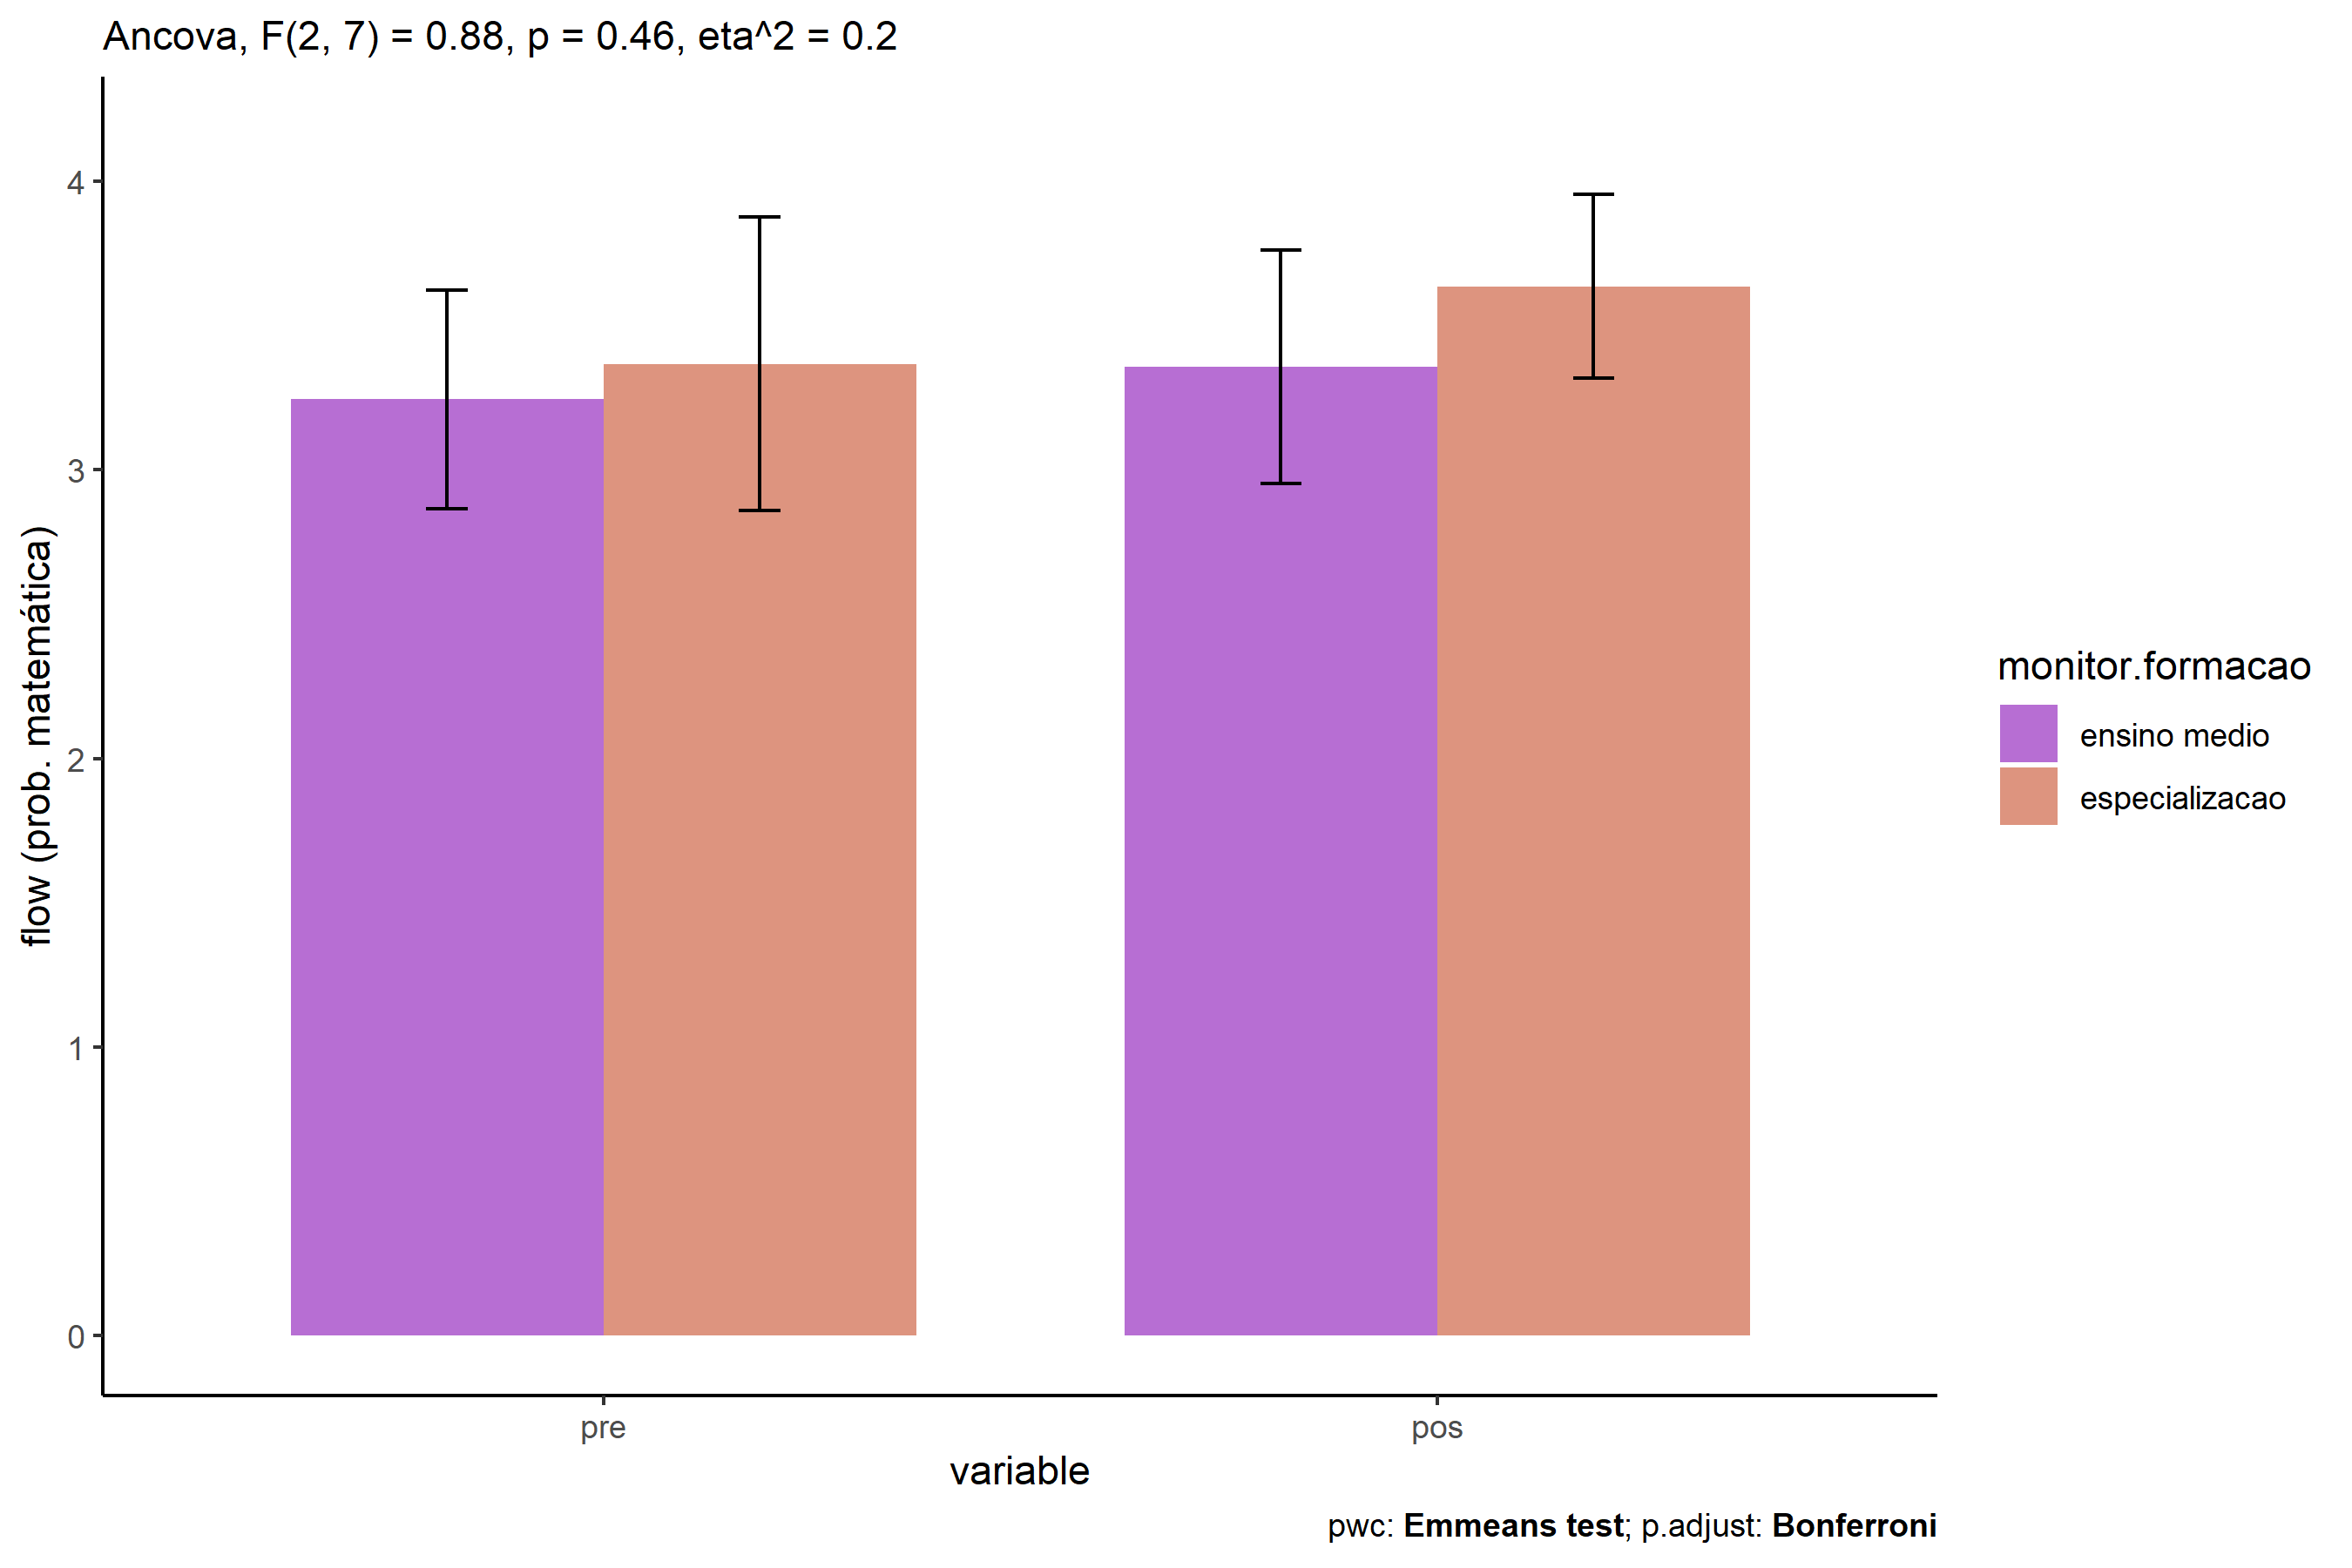 Ancova, F(2, 7) = 0.88, p = 0.46, eta^2 = 0.2
flow (prob. matemática)
4
3
2
1
0
pre
pos
variable
monitor.formacao
ensino medio
especializacao
pwc: Emmeans test; p.adjust: Bonferroni